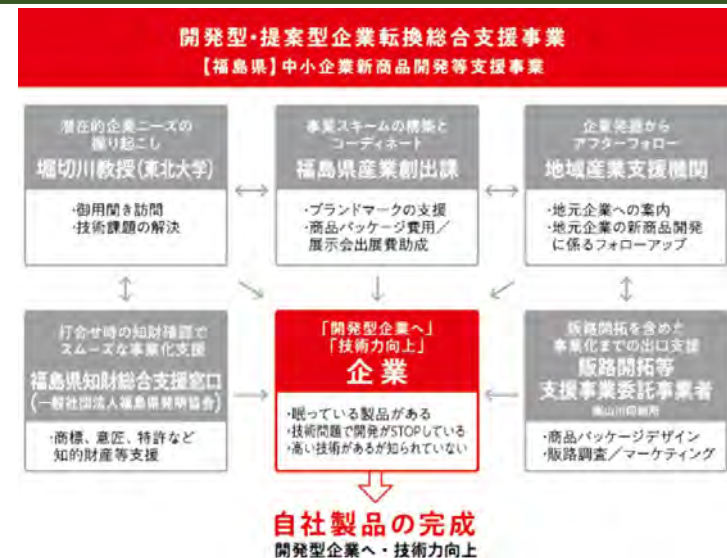 開発型・提案型企業転換総合支援事業
【福島県】中小企業新商品開発等支援事業
潜在的企業ニーズの
掘り起こし
堀切川教授(東北大学)
・御用聞き訪問
・技術課題の解決
事業スキームの構築と
コーディネート
福島県産業創出課
・ブランドマークの支援
・商品パッケージ費用/
展示会出展費助成
企業発掘から
アフターフォロー
地域産業支援機関
・地元企業への案内
・地元企業の新商品開発
に係るフォローアップ
打合せ時の知財確認で
スムーズな事業化支援
福島県知財総合支援窓口
(一般社団法人福島県発明協会)
・商標、意匠、特許など
知的財産等支援
「開発型企業へ」
「技術力向上」
企業
・眠っている製品がある
・技術問題で開発がSTOPしている
・高い技術があるが知られていない
販路開拓を含めた
事業化までの出口支援
販路開拓等
支援事業委託事業者
・商品パッケージデザイン
・販路調査/マーケティング
自社製品の完成
開発型企業へ・技術力向上